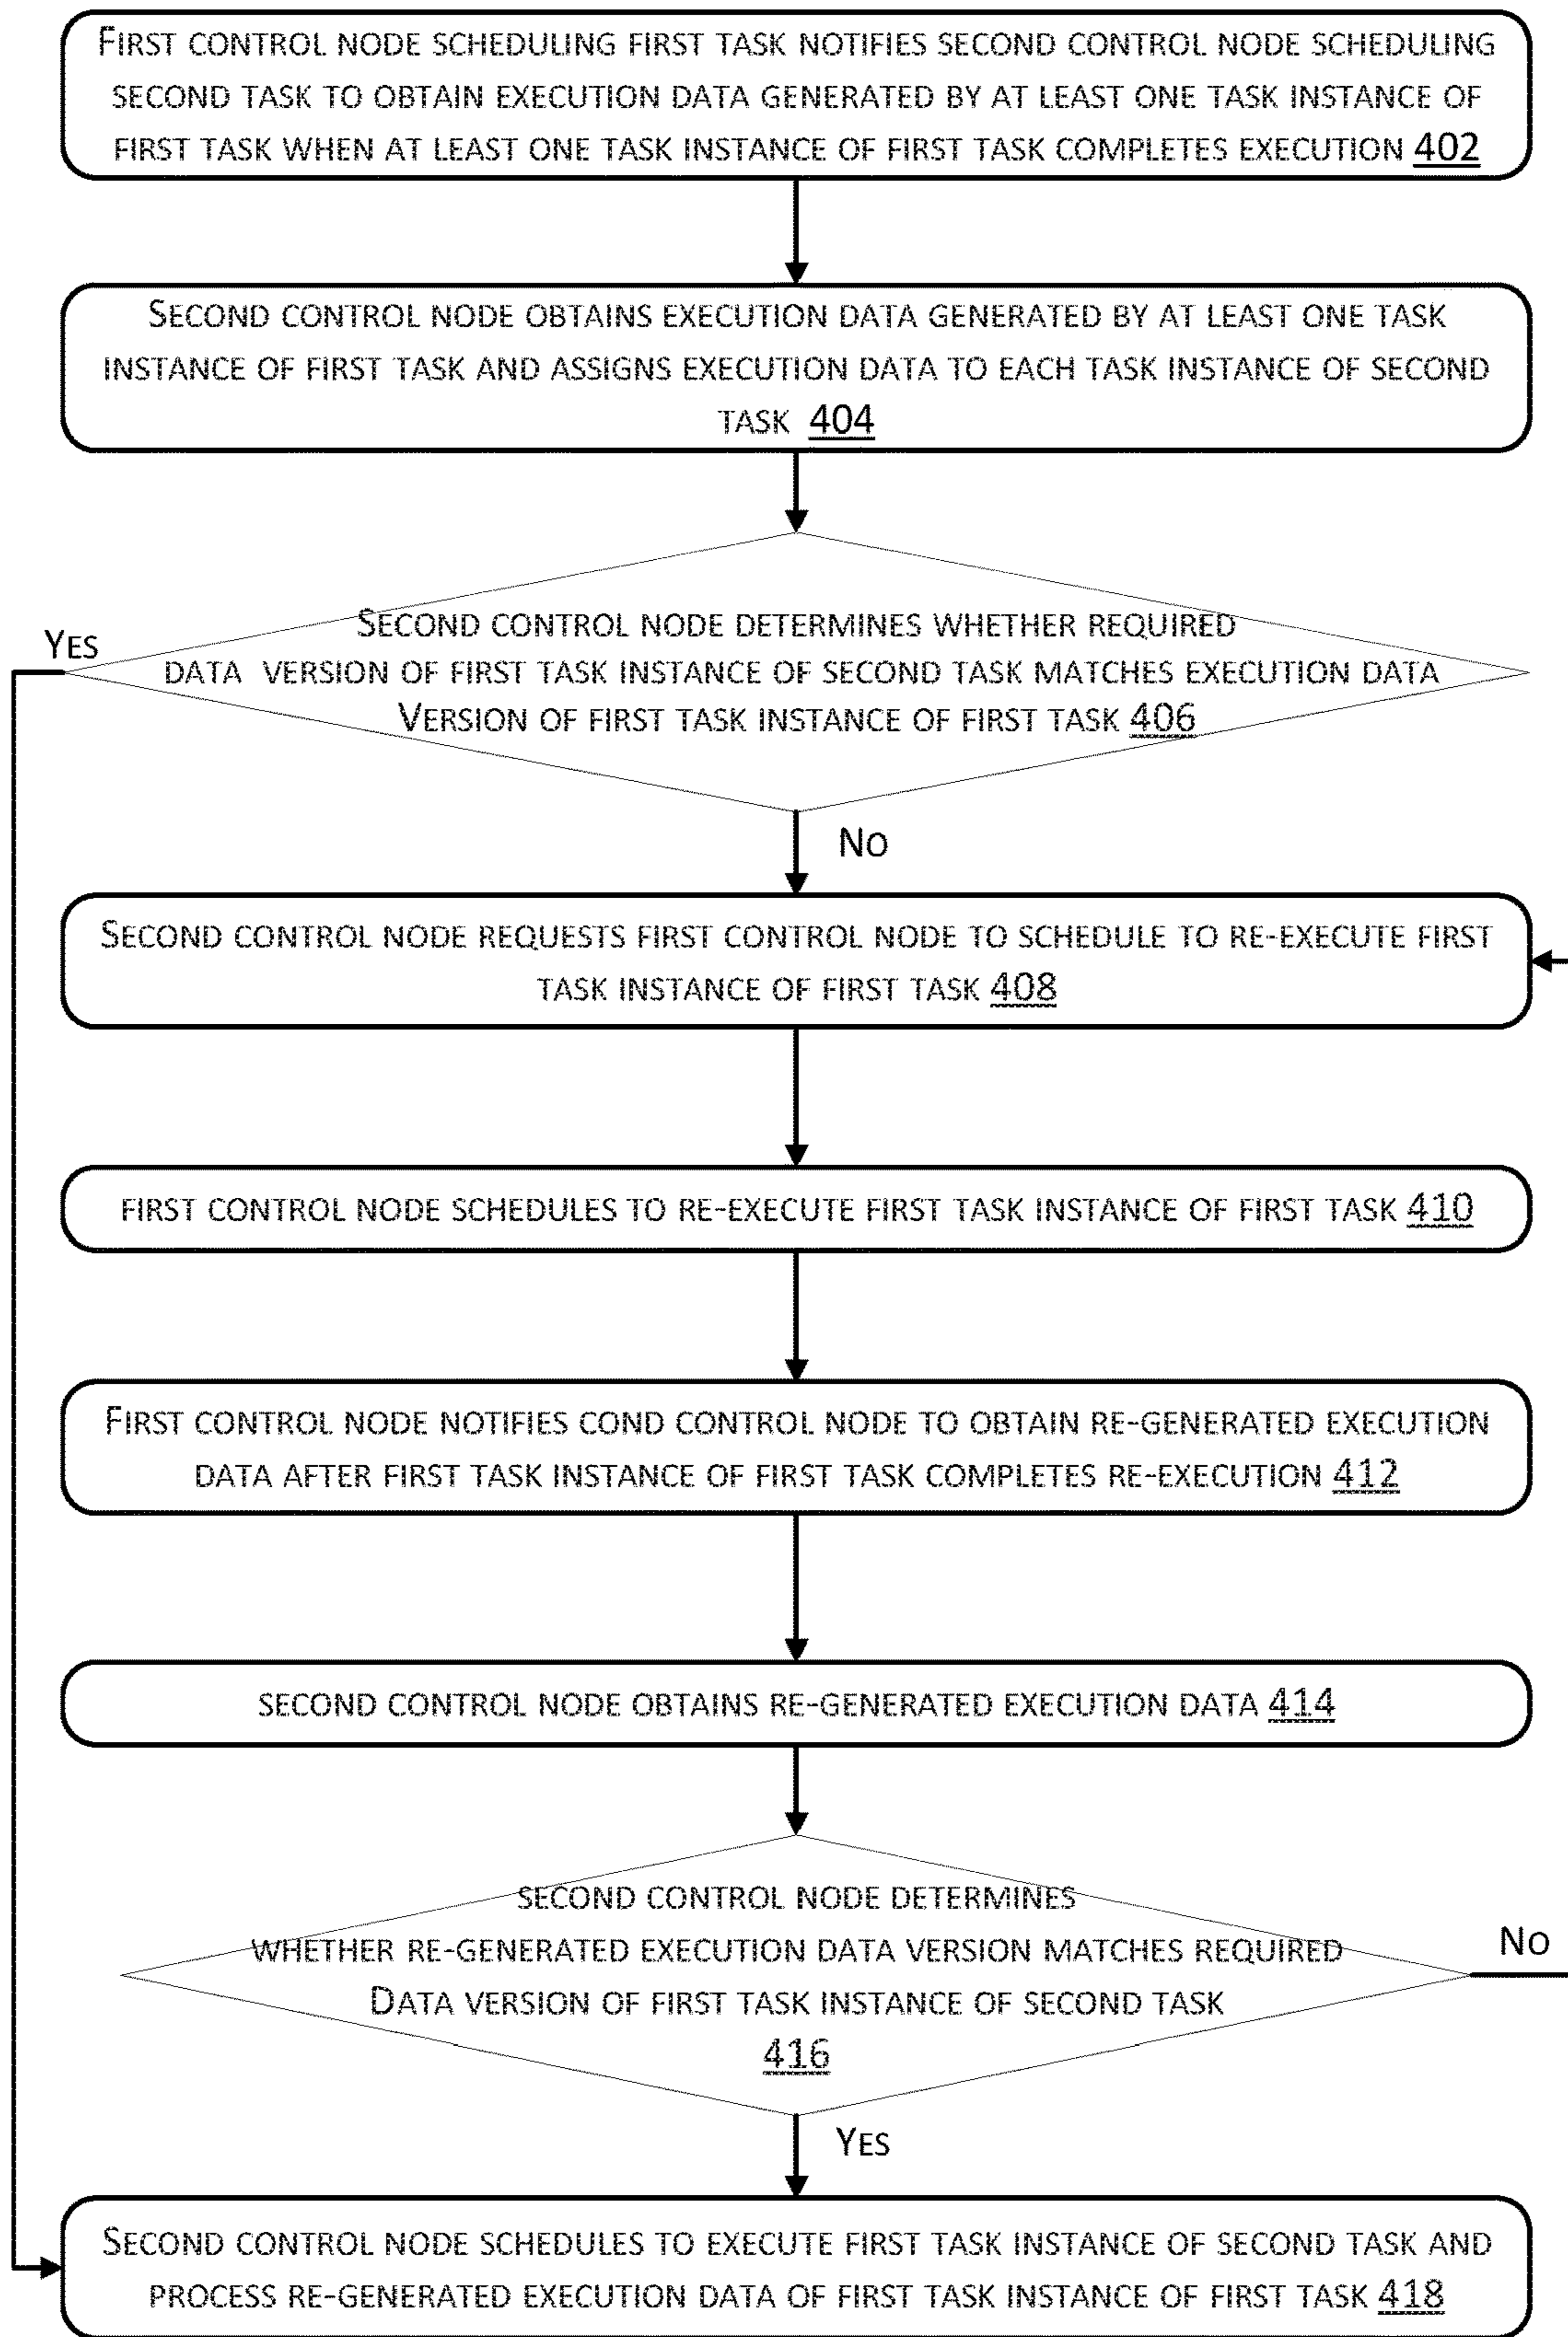 FIRST CONTROL NODE SCHEDULING FIRST TASK NOTIFIES SECOND CONTROL NODE SCHEDULING
SECOND TASK TO OBTAIN EXECUTION DATA GENERATED BY AT LEAST ONE TASK INSTANCE OF
FIRST TASK WHEN AT LEAST ONE TASK INSTANCE OF FIRST TASK COMPLETES EXECUTION 402
SECOND CONTROL NODE OBTAINS EXECUTION DATA GENERATED BY AT LEAST ONE TASK
INSTANCE OF FIRST TASK AND ASSIGNS EXECUTION DATA TO EACH TASK INSTANCE OF SECOND
TASK 404
SECOND CONTROL NODE DETERMINES WHETHER REQUIRED
DATA VERSION OF FIRST TASK INSTANCE OF SECOND TASK MATCHES EXECUTION DATA
VERSION OF FIRST TASK INSTANCE OF FIRST TASK 406
YES
NO
SECOND CONTROL NODE REQUESTS FIRST CONTROL NODE TO SCHEDULE TO RE-EXECUTE FIRST
TASK INSTANCE OF FIRST TASK 408
FIRST CONTROL NODE SCHEDULES TO RE-EXECUTE FIRST TASK INSTANCE OF FIRST TASK 410
FIRST CONTROL NODE NOTIFIES COND CONTROL NODE TO OBTAIN RE-GENERATED EXECUTION
DATA AFTER FIRST TASK INSTANCE OF FIRST TASK COMPLETES RE-EXECUTION 412
SECOND CONTROL NODE OBTAINS RE-GENERATED EXECUTION DATA 414
SECOND CONTROL NODE DETERMINES
WHETHER RE-GENERATED EXECUTION DATA VERSION MATCHES REQUIRED
DATA VERSION OF FIRST TASK INSTANCE OF SECOND TASK
416
NO
YES
SECOND CONTROL NODE SCHEDULES TO EXECUTE FIRST TASK INSTANCE OF SECOND TASK AND
PROCESS RE-GENERATED EXECUTION DATA OF FIRST TASK INSTANCE OF FIRST TASK 418